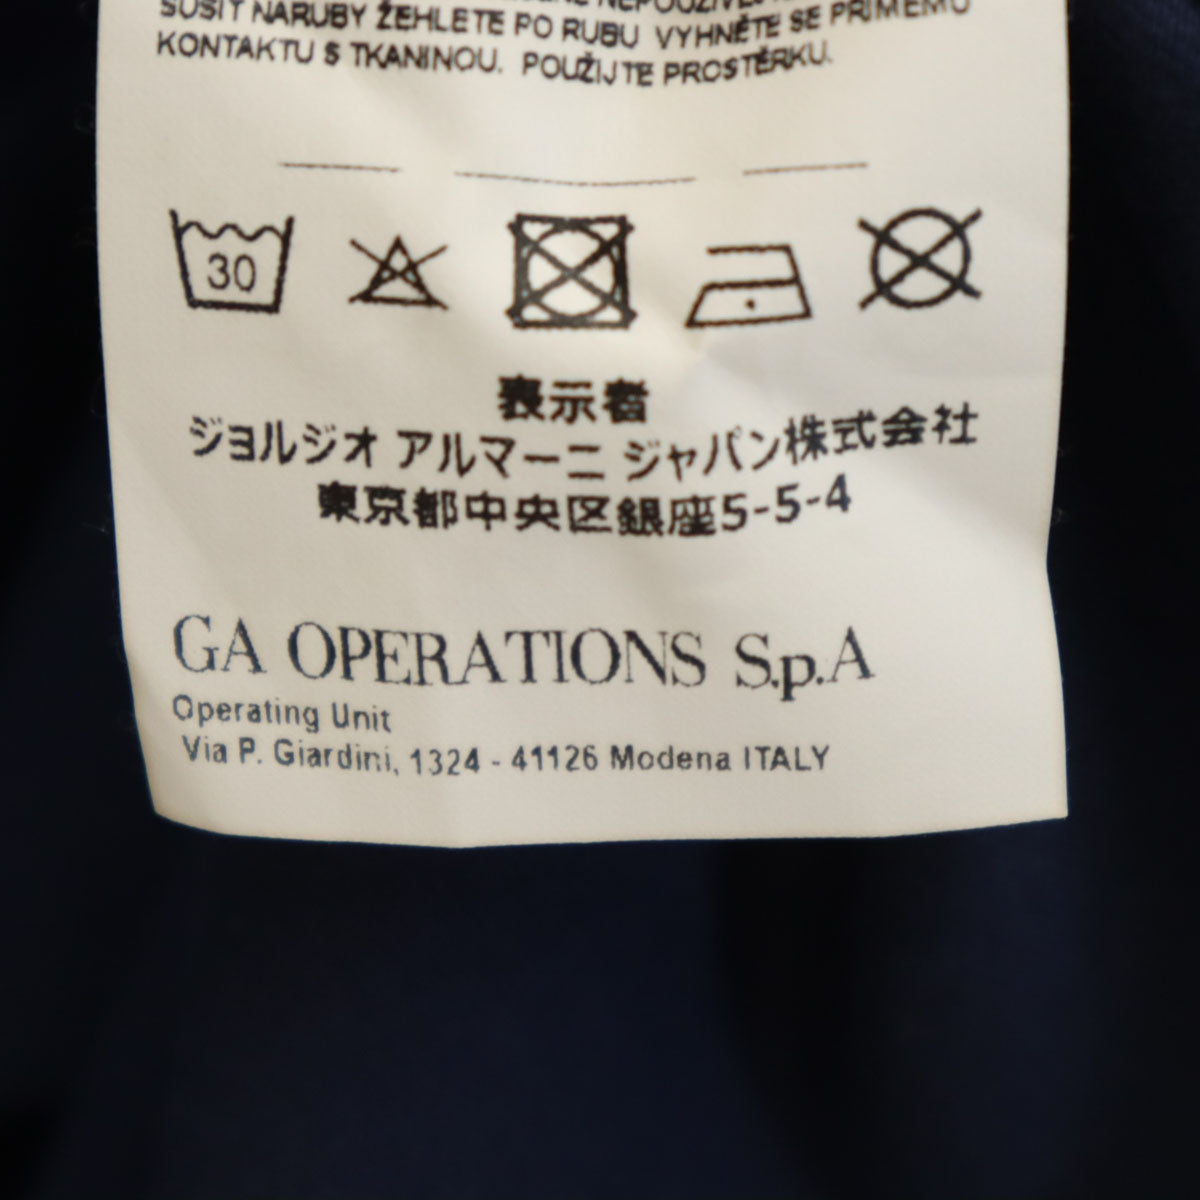 SUŠIT NARUBY ŽEHLETE PO RUBU VYHNĚTE SE PŘÍMÉMU
KONTAKTU S TKANINOU. POUŽIJTE PROSTĚRKU.
30
表示者
ジョルジオ アルマーニ ジャパン株式会社
東京都中央区銀座5-5-4
GA OPERATIONS S.p.A
Operating Unit
Via P. Giardini, 1324 - 41126 Modena ITALY